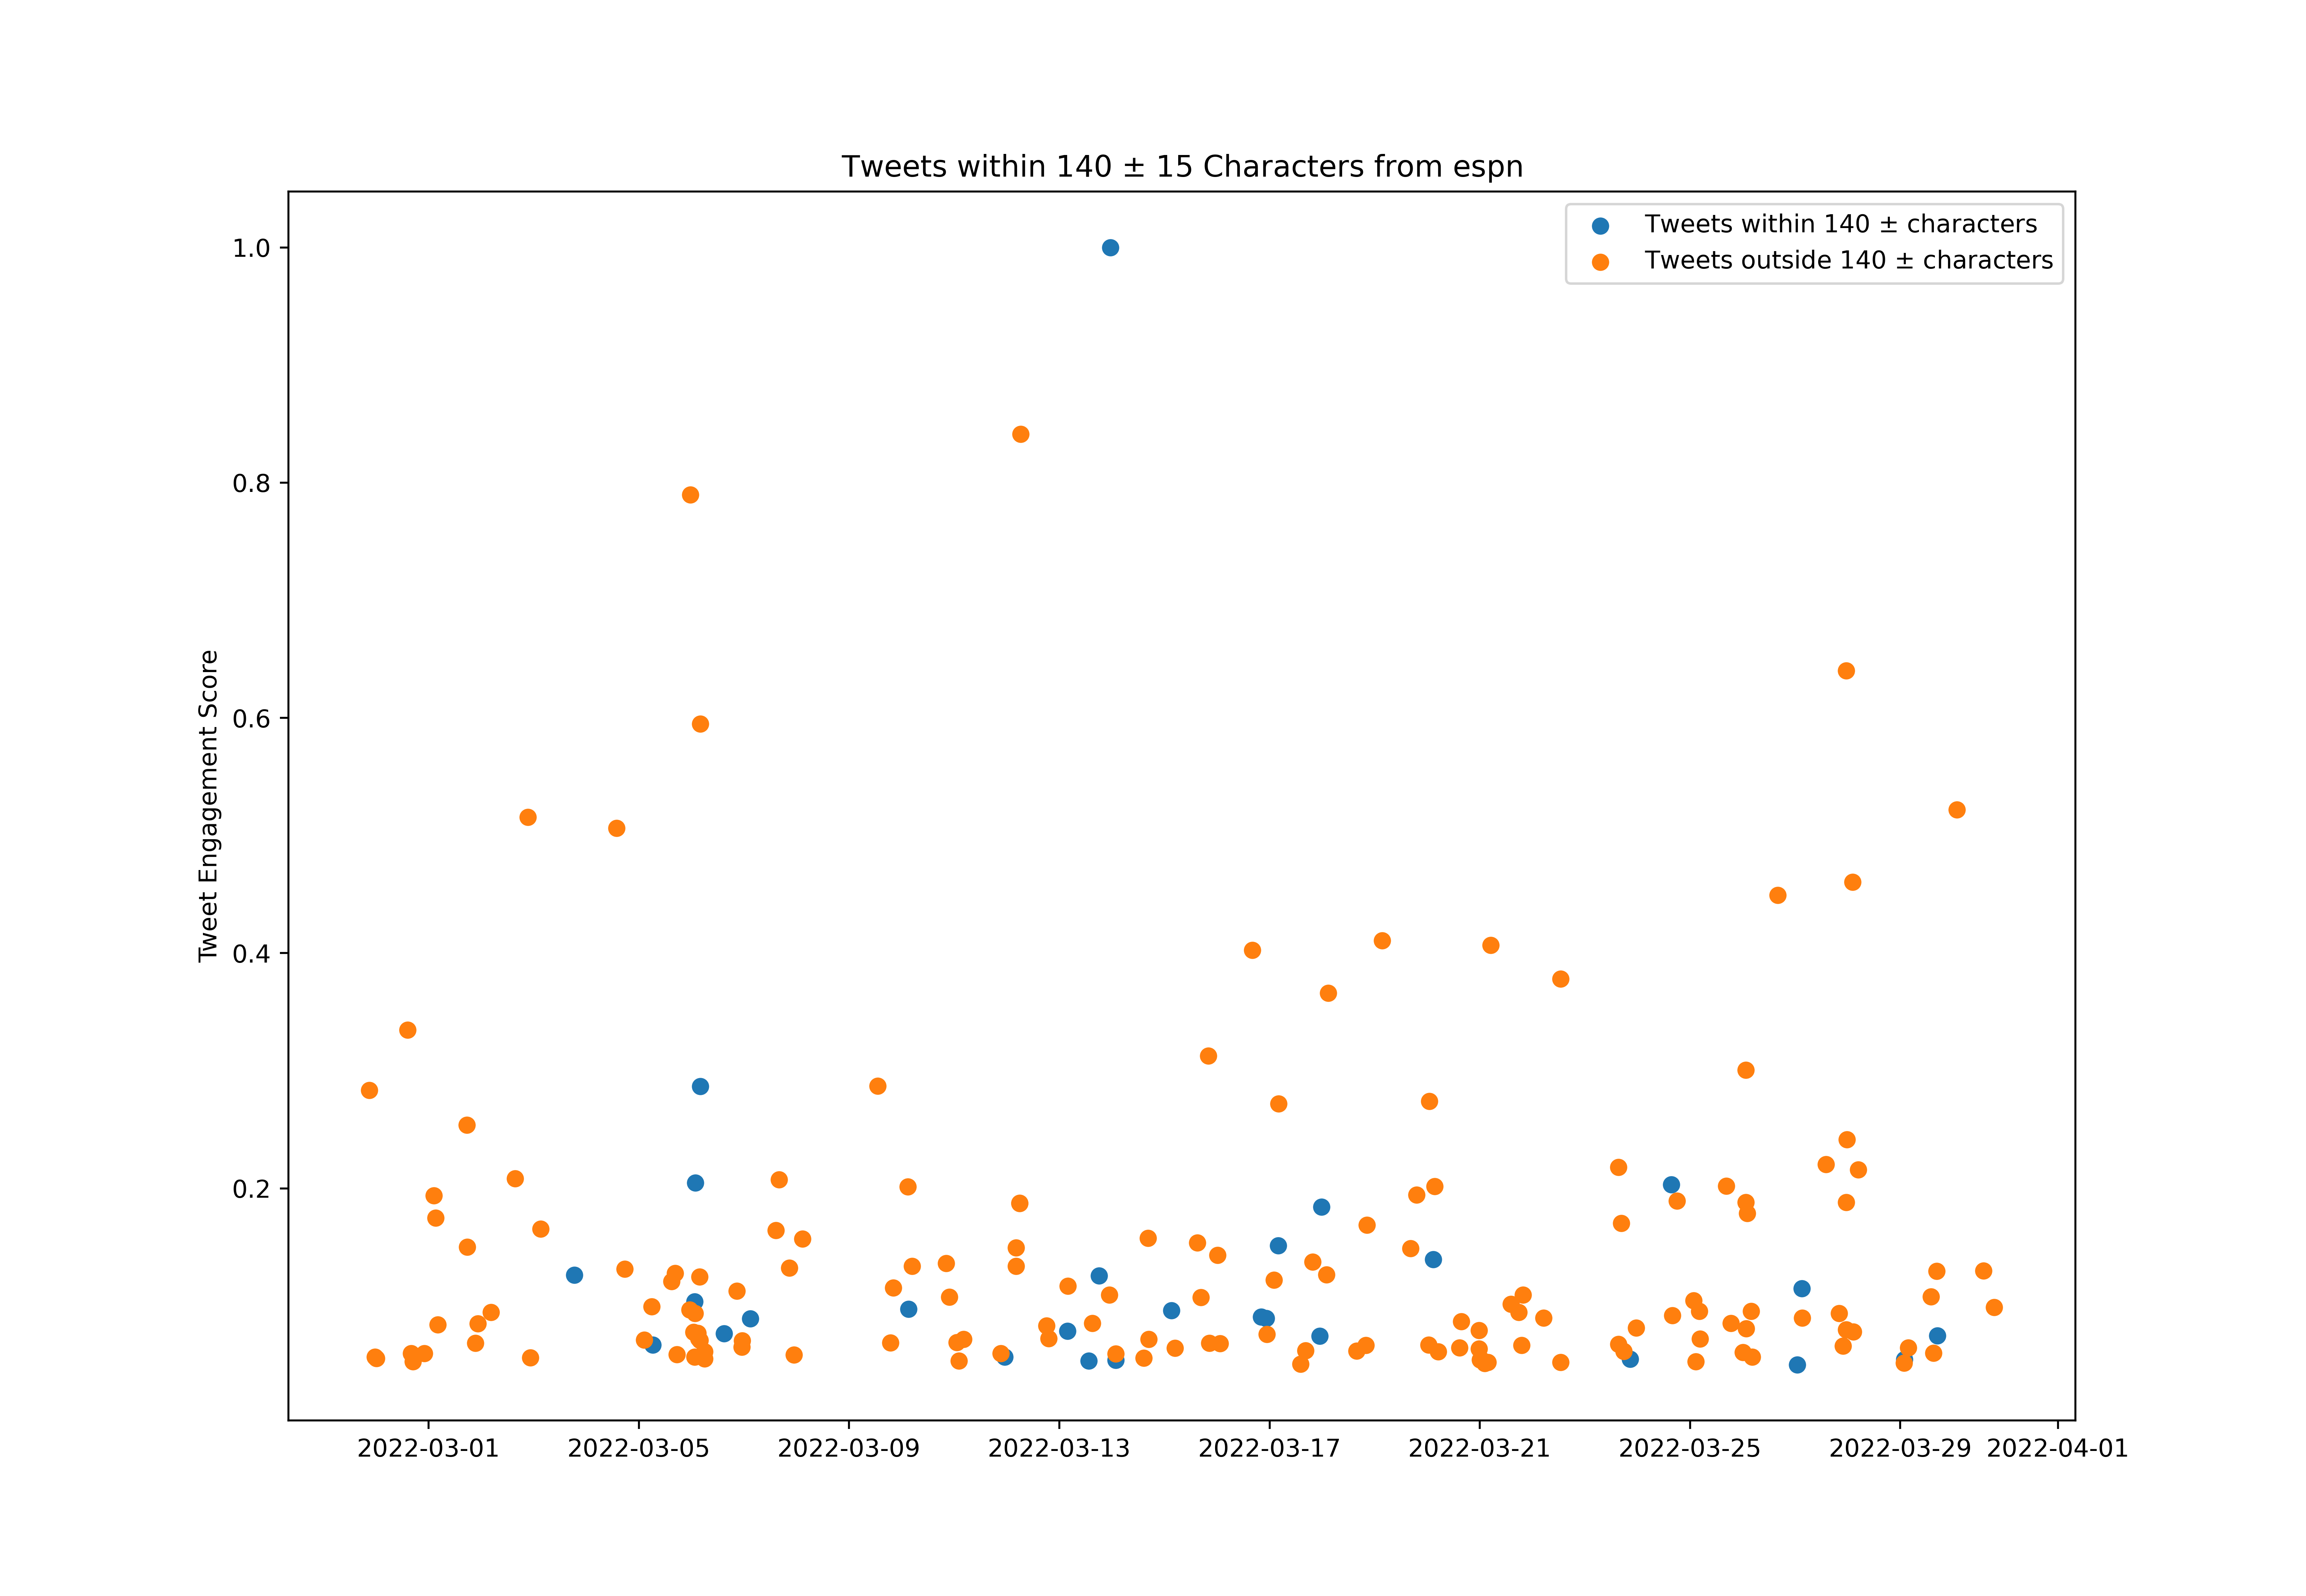 Tweets within 140 ± 15 Characters from espn
Tweets within 140 ± characters
Tweets outside 140 ± characters
Tweet Engagement Score
1.0
0.8
0.6
0.4
0.2
2022-03-01 2022-03-05 2022-03-09 2022-03-13 2022-03-17 2022-03-21 2022-03-25 2022-03-29 2022-04-01